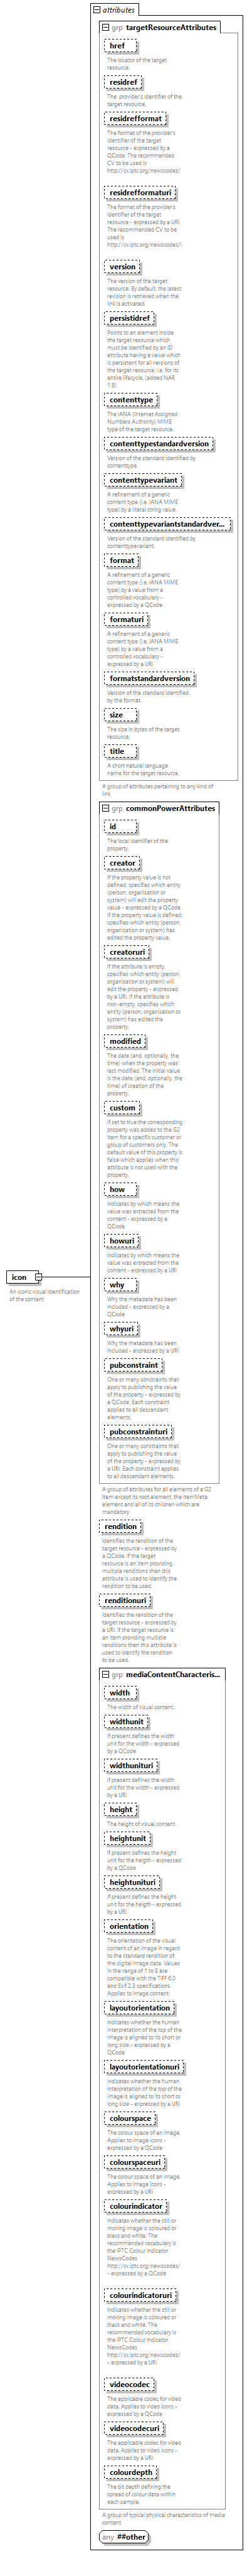 attributes
grp targetResourceAttributes
href
The locator of the target
resource.
residref
The provider's identifier of the
target resource.
residrefformat
The format of the provider's
identifier of the target
resource - expressed by a
QCode. The recommended
CV to be used is
http://cv.iptc.org/newscodes/
residrefformaturi
The format of the provider's
identifier of the target
resource - expressed by a URI.
The recommended CV to be
used is
http://cv.iptc.org/newscodes/
version
The version of the target
resource. By default, the latest
revision is retrieved when the
link is activated.
persistidref
Points to an element inside
the target resource which
must be identified by an ID
attribute having a value which
is persistent for all versions of
the target resource, i.e. for its
entire lifecycle. (added NAR
1.8)
contenttype
The IANA (Internet Assigned
Numbers Authority) MIME
type of the target resource.
contenttypestandardversion
Version of the standard identified by
contenttype.
contenttypevariant
A refinement of a generic
content type (i.e. IANA MIME
type) by a literal string value.
contenttypevariantstandardver...
Version of the standard identified by
contenttypevariant.
format
A refinement of a generic
content type (i.e. IANA MIME
type) by a value from a
controlled vocabulary -
expressed by a QCode
formaturi
A refinement of a generic
content type (i.e. IANA MIME
type) by a value from a
controlled vocabulary -
expressed by a URI
formatstandardversion
Version of the standard identified
by the format.
size
The size in bytes of the target
resource.
title
A short natural language
name for the target resource.
A group of attributes pertaining to any kind of
link
grp commonPowerAttributes
id
The local identifier of the
property.
creator
If the property value is not
defined, specifies which entity
(person, organisation or
system) will edit the property
value - expressed by a QCode.
If the property value is defined,
specifies which entity (person,
organisation or system) has
edited the property value.
creatoruri
If the attribute is empty,
specifies which entity (person,
organisation or system) will
edit the property - expressed
by a URI. If the attribute is
non-empty, specifies which
entity (person, organisation or
system) has edited the
property.
modified
The date (and, optionally, the
time) when the property was
last modified. The initial value
is the date (and, optionally, the
time) of creation of the
property.
custom
If set to true the corresponding
property was added to the G2
Item for a specific customer or
group of customers only. The
default value of this property is
false which applies when this
attribute is not used with the
property.
how
Indicates by which means the
value was extracted from the
content - expressed by a
QCode
howuri
Indicates by which means the
value was extracted from the
content - expressed by a URI
why
Why the metadata has been
included - expressed by a
QCode
whyuri
Why the metadata has been
included - expressed by a URI
pubconstraint
One or many constraints that
apply to publishing the value
of the property - expressed by
a QCode. Each constraint
applies to all descendant
elements.
pubconstrainturi
One or many constraints that
apply to publishing the value
of the property - expressed by
a URI. Each constraint applies
to all descendant elements.
A group of attributes for all elements of a G2
Item except its root element, the itemMeta
element and all of its children which are
mandatory.
icon
An iconic visual identification
of the content
rendition
Identifies the rendition of the
target resource - expressed by
a QCode. If the target
resource is an item providing
multiple renditions then this
attribute is used to identify the
rendition to be used.
renditionuri
Identifies the rendition of the
target resource - expressed by
a URI. If the target resource is
an item providing multiple
renditions then this attribute is
used to identify the rendition
to be used.
grp mediaContentCharacteris...
width
The width of visual content.
widthunit
If present defines the width
unit for the width - expressed
by a QCode
widthunituri
If present defines the width
unit for the width - expressed
by a URI
height
The height of visual content.
heightunit
If present defines the height
unit for the heigth - expressed
by a QCode
heightunituri
If present defines the height
unit for the heigth - expressed
by a URI
orientation
The orientation of the visual
content of an image in regard
to the standard rendition of
the digital image data. Values
in the range of 1 to 8 are
compatible with the TIFF 6.0
and Exif 2.3 specifications.
Applies to image content.
layoutorientation
Indicates whether the human
interpretation of the top of the
image is aligned to its short or
long side - expressed by a
QCode
layoutorientationuri
Indicates whether the human
interpretation of the top of the
image is aligned to its short or
long side - expressed by a URI
colourspace
The colour space of an image.
Applies to image icons -
expressed by a QCode
colourspaceuri
The colour space of an image.
Applies to image icons -
expressed by a URI
colourindicator
Indicates whether the still or
moving image is coloured or
black and white. The
recommended vocabulary is
the IPTC Colour Indicator
NewsCodes
http://cv.iptc.org/newscodes/
- expressed by a QCode
colourindicatoruri
Indicates whether the still or
moving image is coloured or
black and white. The
recommended vocabulary is
the IPTC Colour Indicator
NewsCodes
http://cv.iptc.org/newscodes/
- expressed by a URI
videocodec
The applicable codec for video
data. Applies to video icons -
expressed by a QCode
videocodecuri
The applicable codec for video
data. Applies to video icons -
expressed by a URI
colourdepth
The bit depth defining the
spread of colour data within
each sample.
A group of typical physical characteristics of media
content
any ##other